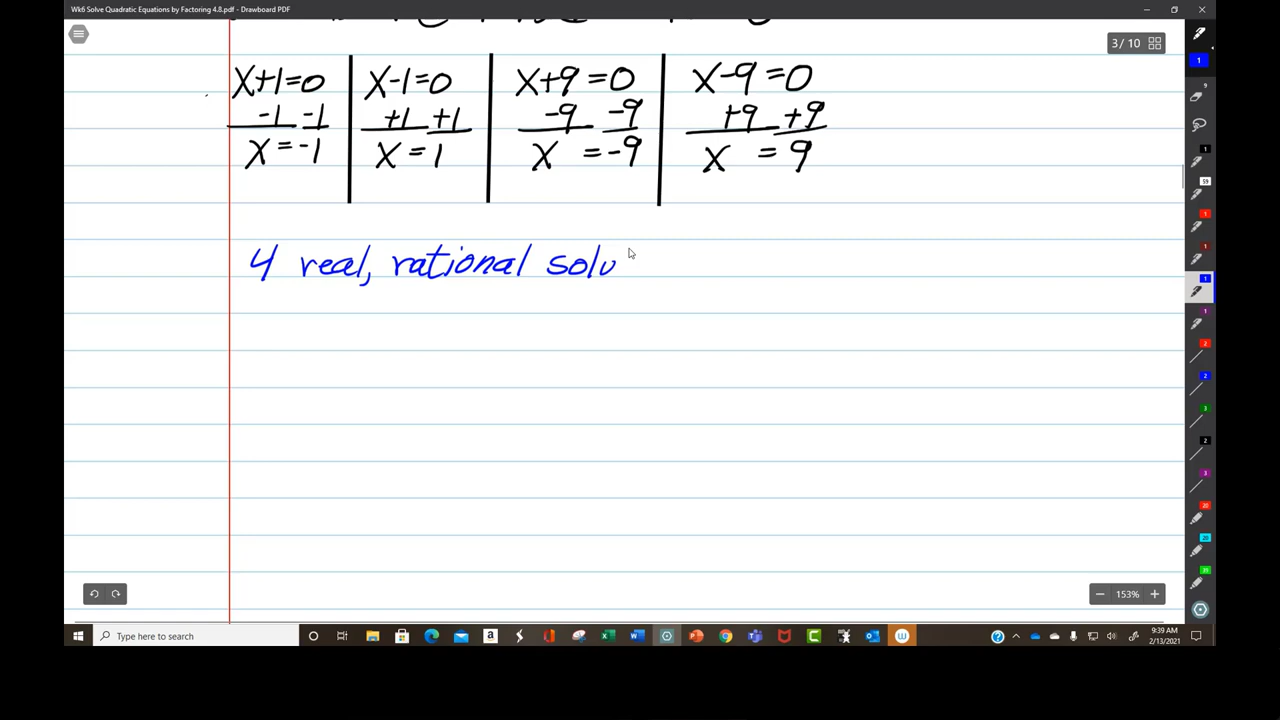 Wk6 Solve Quadratic Equations by Factoring 4.8.pdf - Drawboard PDF
3 / 10
x+1=0 x-1=0 x+9=0 x-9=0
-1 -1 +1 +1 -9 -9 +9 +9
x=-1 x=1 x=-9 x=9
4 real, rational solu
153%
Type here to search
9:39 AM
2/13/2021